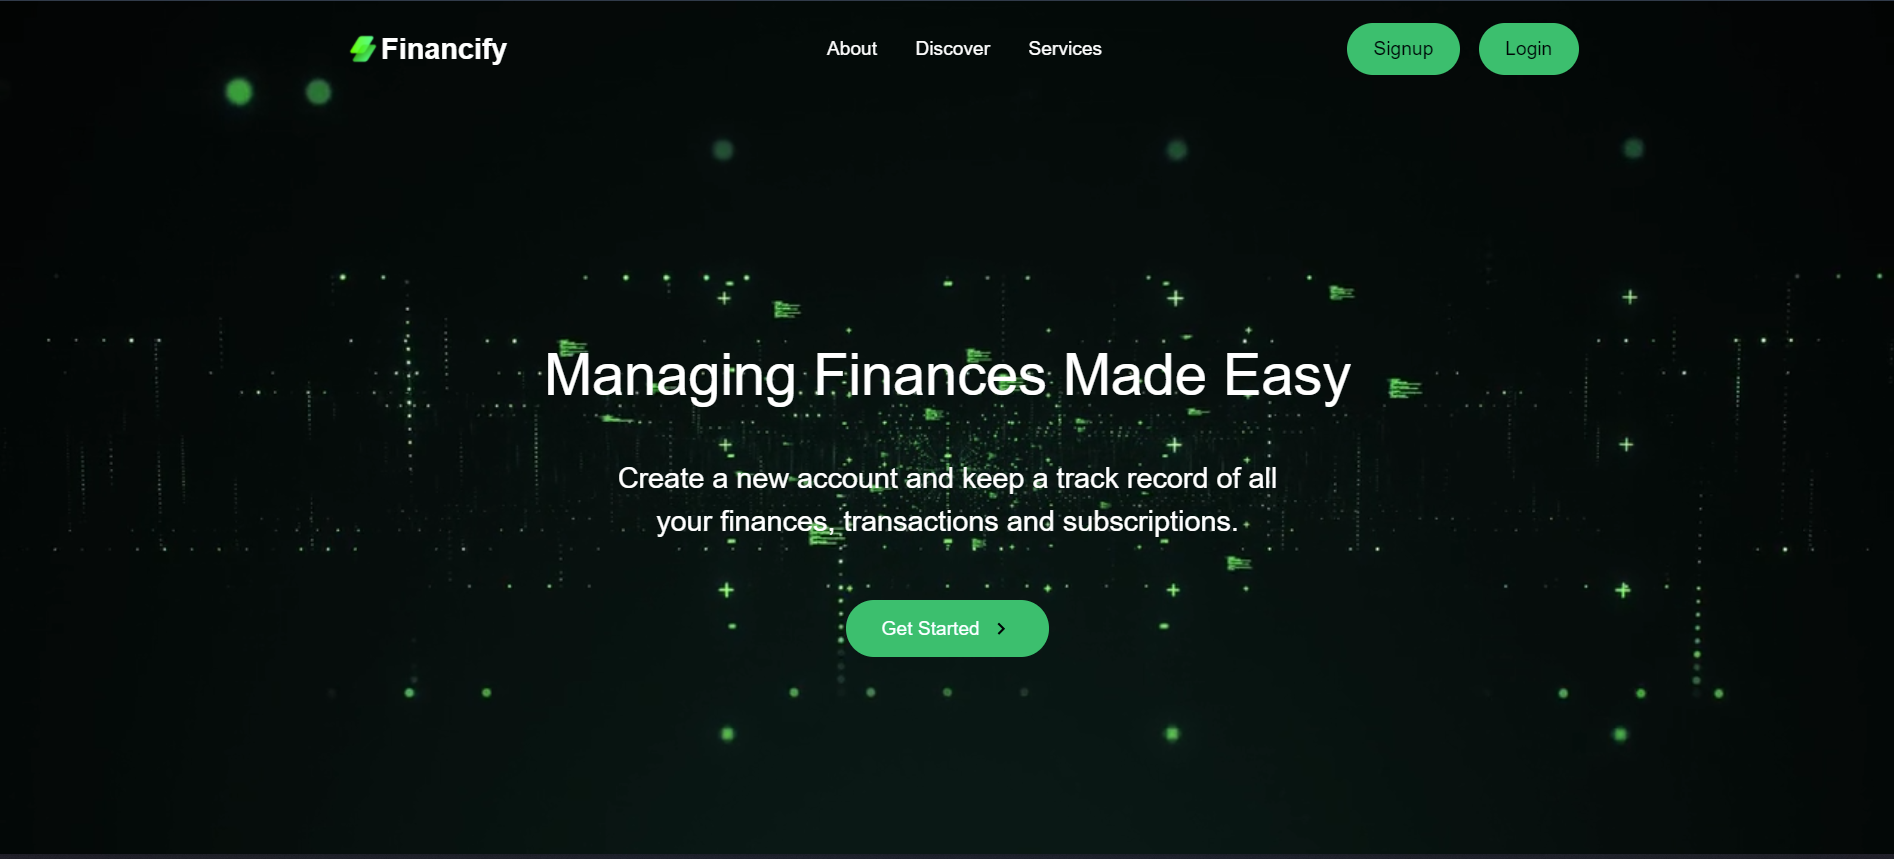 Financify
About
Discover
Services
Signup
Login
Managing Finances Made Easy
Create a new account and keep a track record of all
your finances, transactions and subscriptions.
Get Started